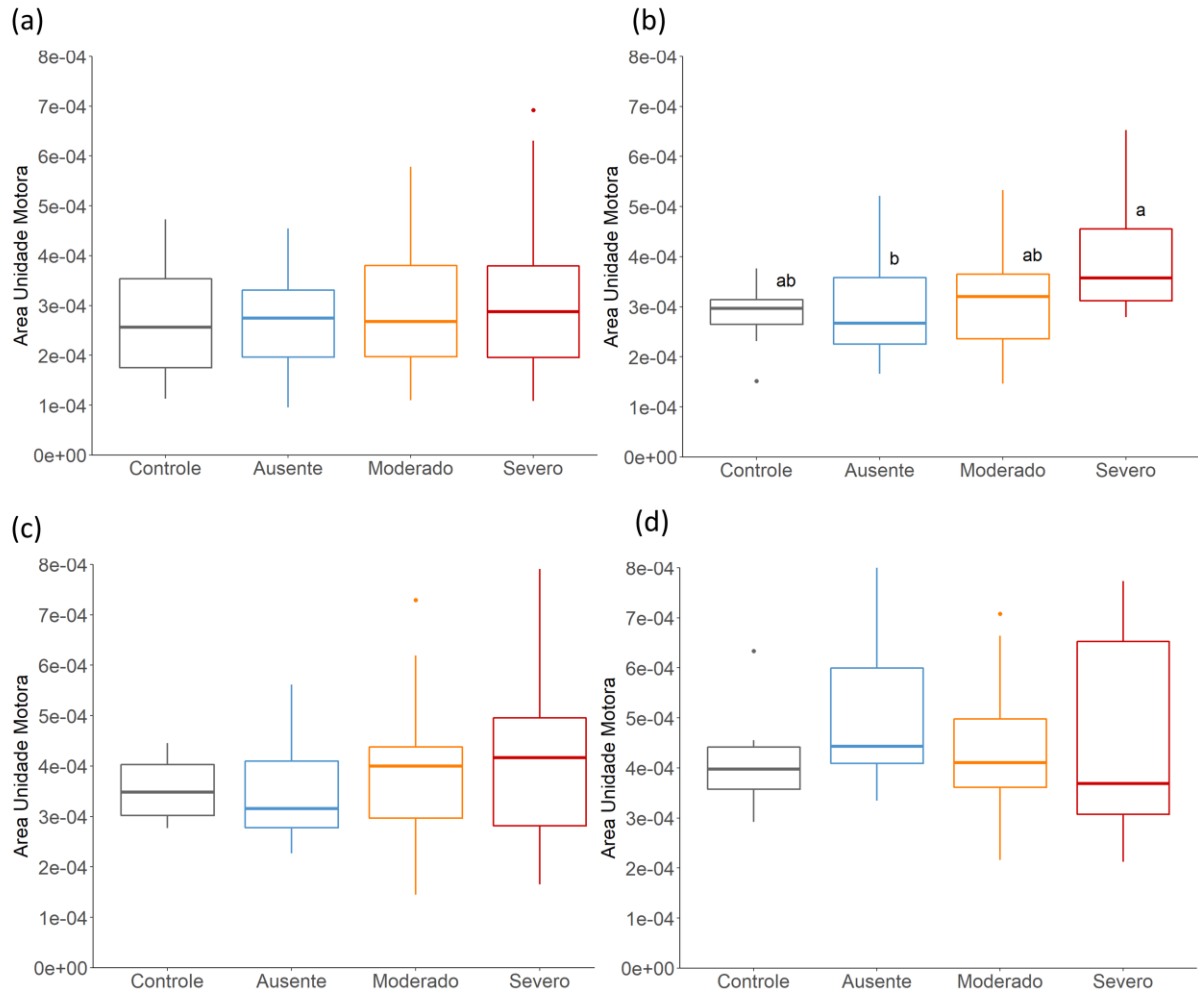 (a)
8e-04
7e-04
6e-04
5e-04
4e-04
3e-04
2e-04
1e-04
0e+00
Area Unidade Motora
Controle Ausente Moderado Severo
(b)
8e-04
7e-04
6e-04
5e-04
4e-04
3e-04
2e-04
1e-04
0e+00
Area Unidade Motora
ab b ab a
Controle Ausente Moderado Severo
(c)
8e-04
7e-04
6e-04
5e-04
4e-04
3e-04
2e-04
1e-04
0e+00
Area Unidade Motora
Controle Ausente Moderado Severo
(d)
8e-04
7e-04
6e-04
5e-04
4e-04
3e-04
2e-04
1e-04
0e+00
Area Unidade Motora
Controle Ausente Moderado Severo